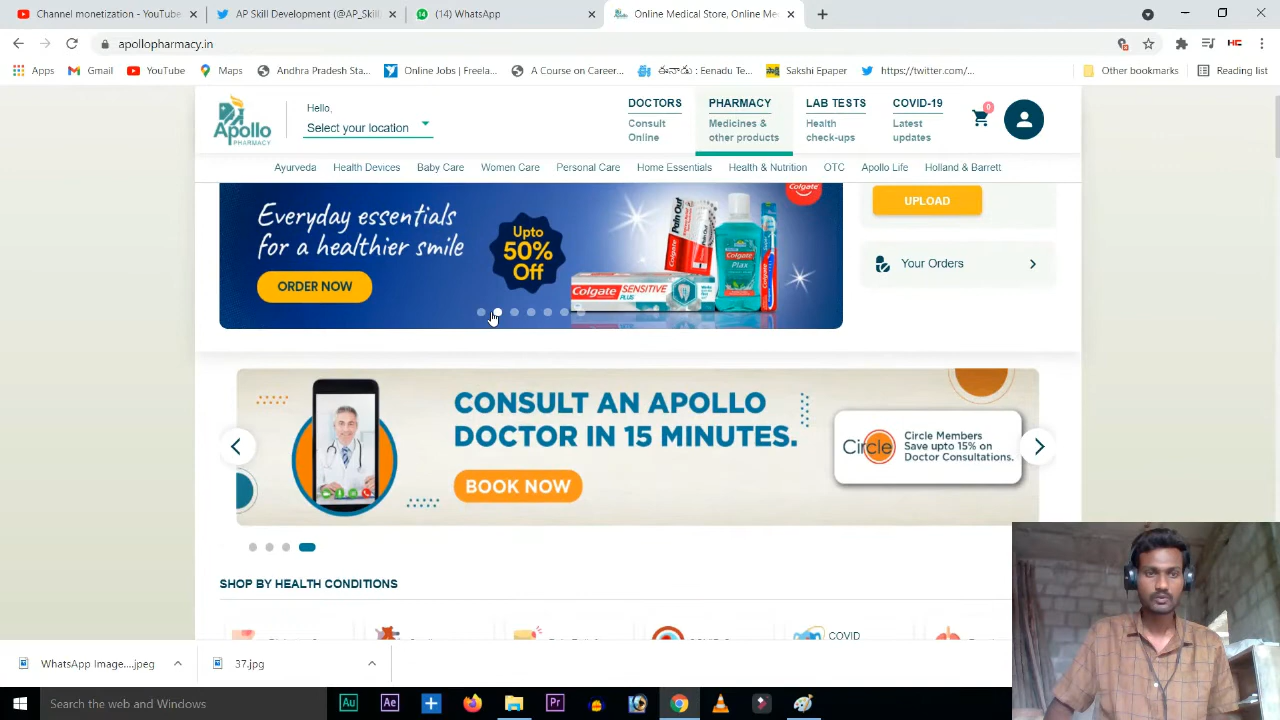 Channel monetization - YouTube
AP Skill Development (@AP_Skil
(14) WhatsApp
Online Medical Store, Online Me
apollopharmacy.in
Apps
Gmail
YouTube
Maps
Andhra Pradesh Sta...
Online Jobs | Freela...
A Course on Career...
ఈనాడు : Eenadu Te...
Sakshi Epaper
https://twitter.com/...
Other bookmarks
Reading list
Apollo
PHARMACY
Hello,
Select your location
DOCTORS
Consult
Online
PHARMACY
Medicines &
other products
LAB TESTS
Health
check-ups
COVID-19
Latest
updates
0
Ayurveda
Health Devices
Baby Care
Women Care
Personal Care
Home Essentials
Health & Nutrition
OTC
Apollo Life
Holland & Barrett
Everyday essentials
for a healthier smile
ORDER NOW
Upto
50%
Off
Colgate
SENSITIVE
PLUS
Colgate
Pain Out
Colgate
Plax
Colgate
UPLOAD
Your Orders
CONSULT AN APOLLO
DOCTOR IN 15 MINUTES.
BOOK NOW
Circle
Circle Members
Save upto 15% on
Doctor Consultations.
SHOP BY HEALTH CONDITIONS
COVID
WhatsApp Image....jpeg
37.jpg
Search the web and Windows
Au
Ae
Pr